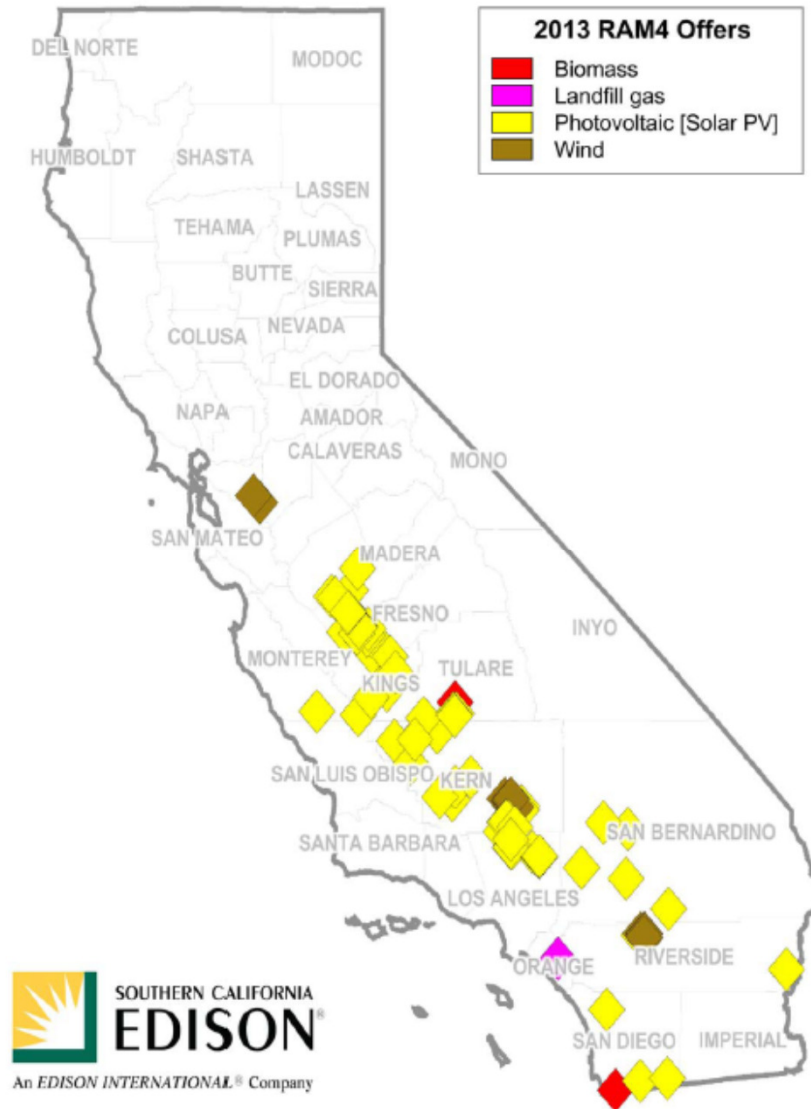 2013 RAM4 Offers
Biomass
Landfill gas
Photovoltaic [Solar PV]
Wind
DEL NORTE
MODOC
HUMBOLDT
SHASTA
LASSEN
TEHAMA
PLUMAS
BUTTE
SIERRA
NEVADA
COLUSA
EL DORADO
NAPA
AMADOR
CALAVERAS
MONO
SAN MATEO
MADERA
FRESNO
INYO
MONTEREY
TULARE
KINGS
SAN LUIS OBISPO
KERN
SANTA BARBARA
SAN BERNARDINO
LOS ANGELES
ORANGE
RIVERSIDE
SAN DIEGO
IMPERIAL
SOUTHERN CALIFORNIA
EDISON®
An EDISON INTERNATIONAL® Company